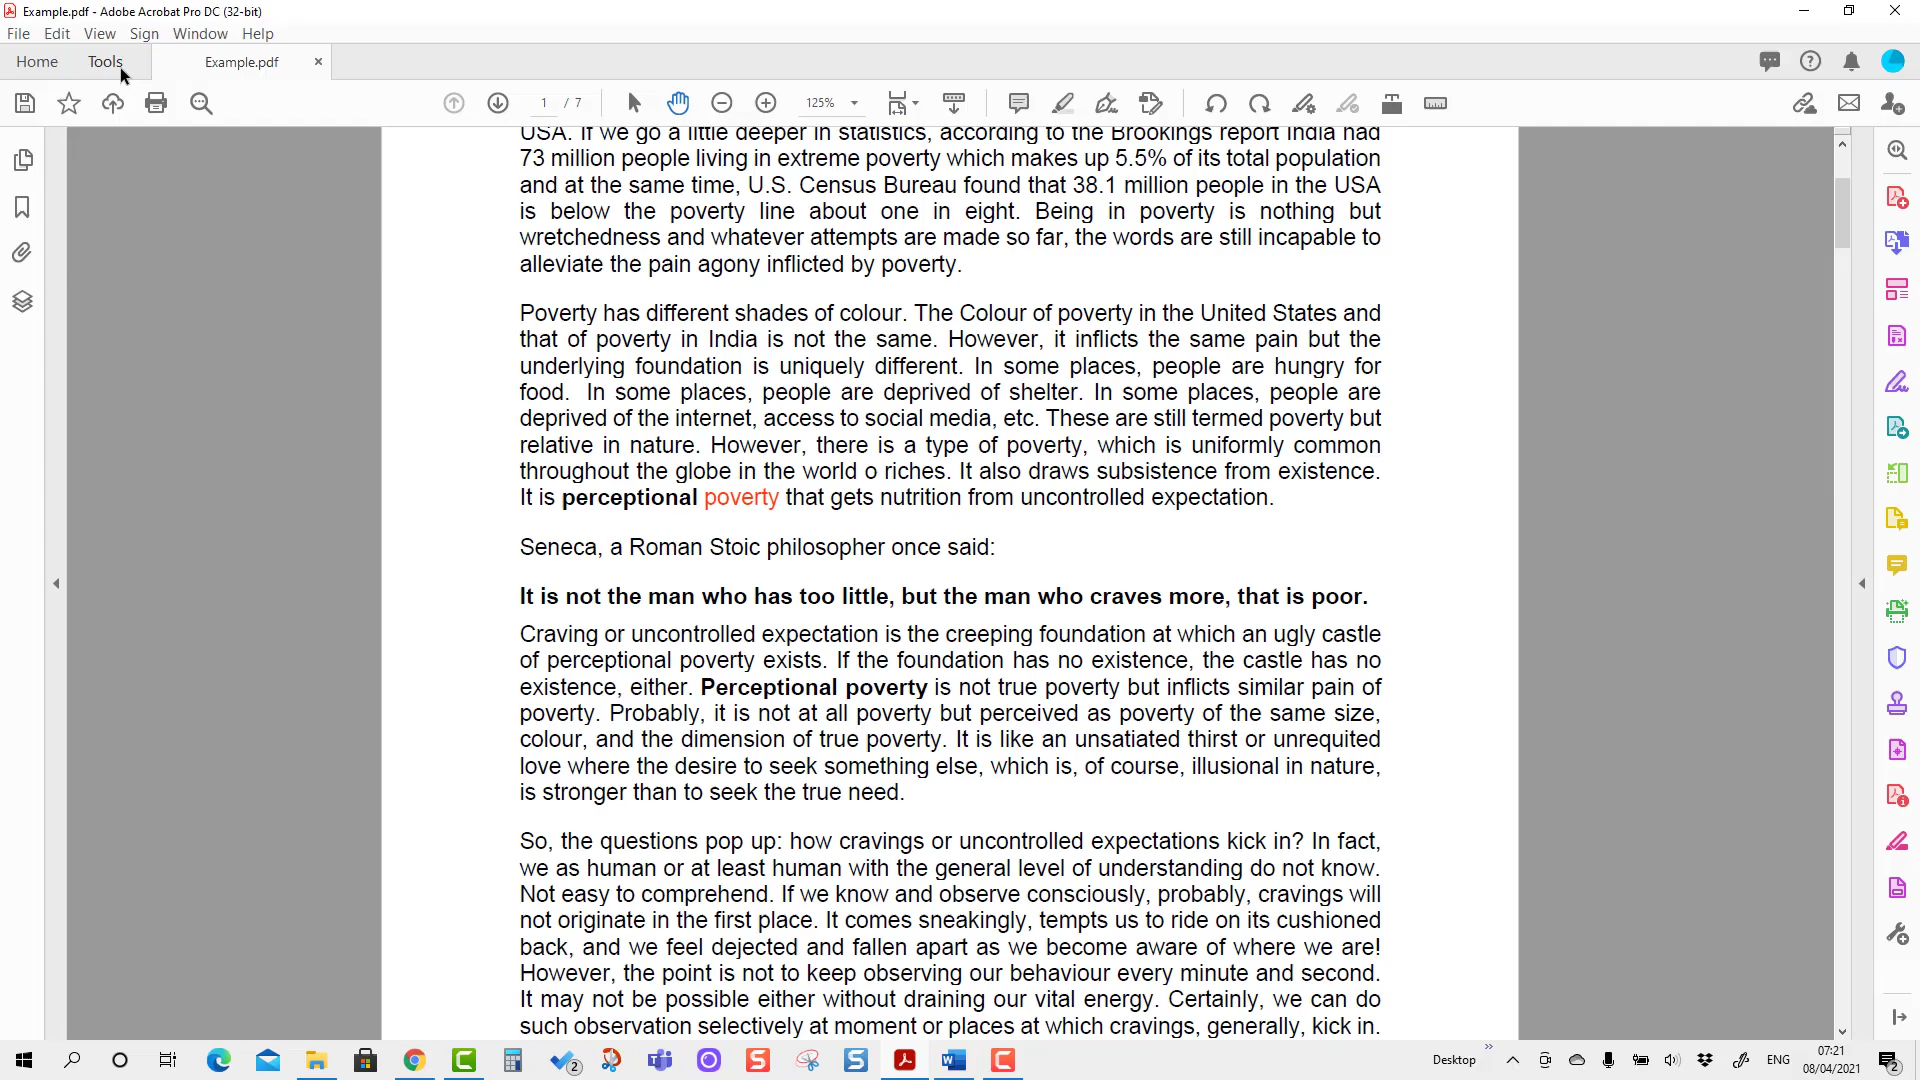 Example.pdf - Adobe Acrobat Pro DC (32-bit)
File Edit View Sign Window Help
Home Tools Example.pdf
1 / 7 125%
USA. If we go a little deeper in statistics, according to the Brookings report India had
73 million people living in extreme poverty which makes up 5.5% of its total population
and at the same time, U.S. Census Bureau found that 38.1 million people in the USA
is below the poverty line about one in eight. Being in poverty is nothing but
wretchedness and whatever attempts are made so far, the words are still incapable to
alleviate the pain agony inflicted by poverty.
Poverty has different shades of colour. The Colour of poverty in the United States and
that of poverty in India is not the same. However, it inflicts the same pain but the
underlying foundation is uniquely different. In some places, people are hungry for
food. In some places, people are deprived of shelter. In some places, people are
deprived of the internet, access to social media, etc. These are still termed poverty but
relative in nature. However, there is a type of poverty, which is uniformly common
throughout the globe in the world o riches. It also draws subsistence from existence.
It is perceptional poverty that gets nutrition from uncontrolled expectation.
Seneca, a Roman Stoic philosopher once said:
It is not the man who has too little, but the man who craves more, that is poor.
Craving or uncontrolled expectation is the creeping foundation at which an ugly castle
of perceptional poverty exists. If the foundation has no existence, the castle has no
existence, either. Perceptional poverty is not true poverty but inflicts similar pain of
poverty. Probably, it is not at all poverty but perceived as poverty of the same size,
colour, and the dimension of true poverty. It is like an unsatiated thirst or unrequited
love where the desire to seek something else, which is, of course, illusional in nature,
is stronger than to seek the true need.
So, the questions pop up: how cravings or uncontrolled expectations kick in? In fact,
we as human or at least human with the general level of understanding do not know.
Not easy to comprehend. If we know and observe consciously, probably, cravings will
not originate in the first place. It comes sneakingly, tempts us to ride on its cushioned
back, and we feel dejected and fallen apart as we become aware of where we are!
However, the point is not to keep observing our behaviour every minute and second.
It may not be possible either without draining our vital energy. Certainly, we can do
such observation selectively at moment or places at which cravings, generally, kick in.
2 Desktop ENG 07:21 2
08/04/2021